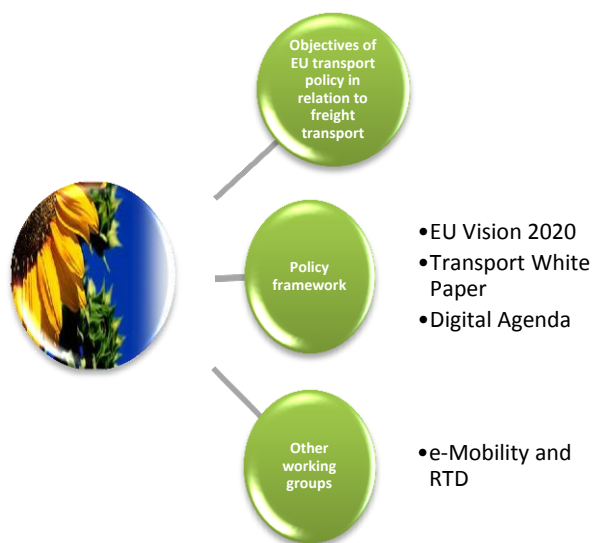 Objectives of
EU transport
policy in
relation to
freight
transport
Policy
framework
•EU Vision 2020
•Transport White
Paper
•Digital Agenda
Other
working
groups
•e-Mobility and
RTD